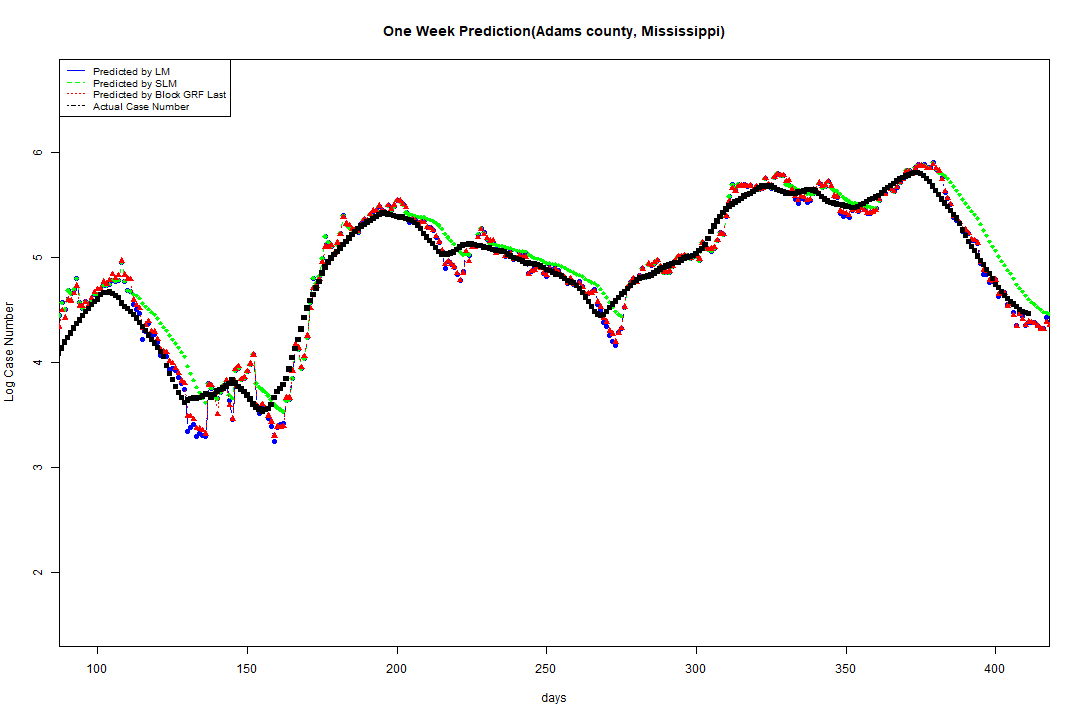 One Week Prediction(Adams county, Mississippi)
Predicted by LM
Predicted by SLM
Predicted by Block GRF Last
Actual Case Number
6
5
4
3
2
Log Case Number
100 150 200 250 300 350 400
days